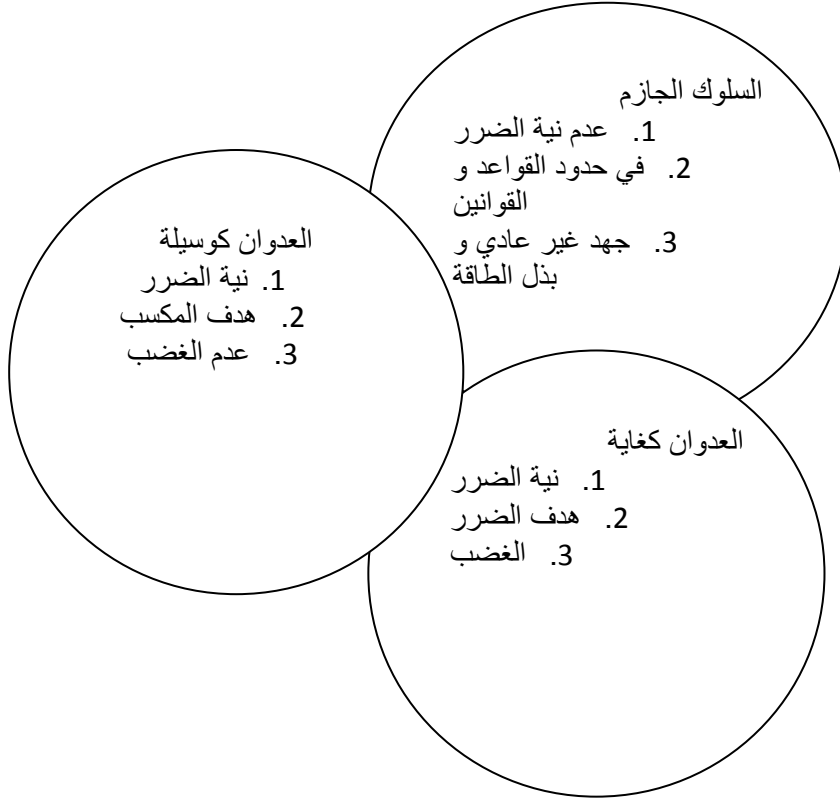 السلوك الجازم
1. عدم نية الضرر
2. في حدود القواعد و
القوانين
3. جهد غير عادي و
بذل الطاقة
العدوان كوسيلة
1. نية الضرر
2. هدف المكسب
3. عدم الغضب
العدوان كغاية
1. نية الضرر
2. هدف الضرر
3. الغضب